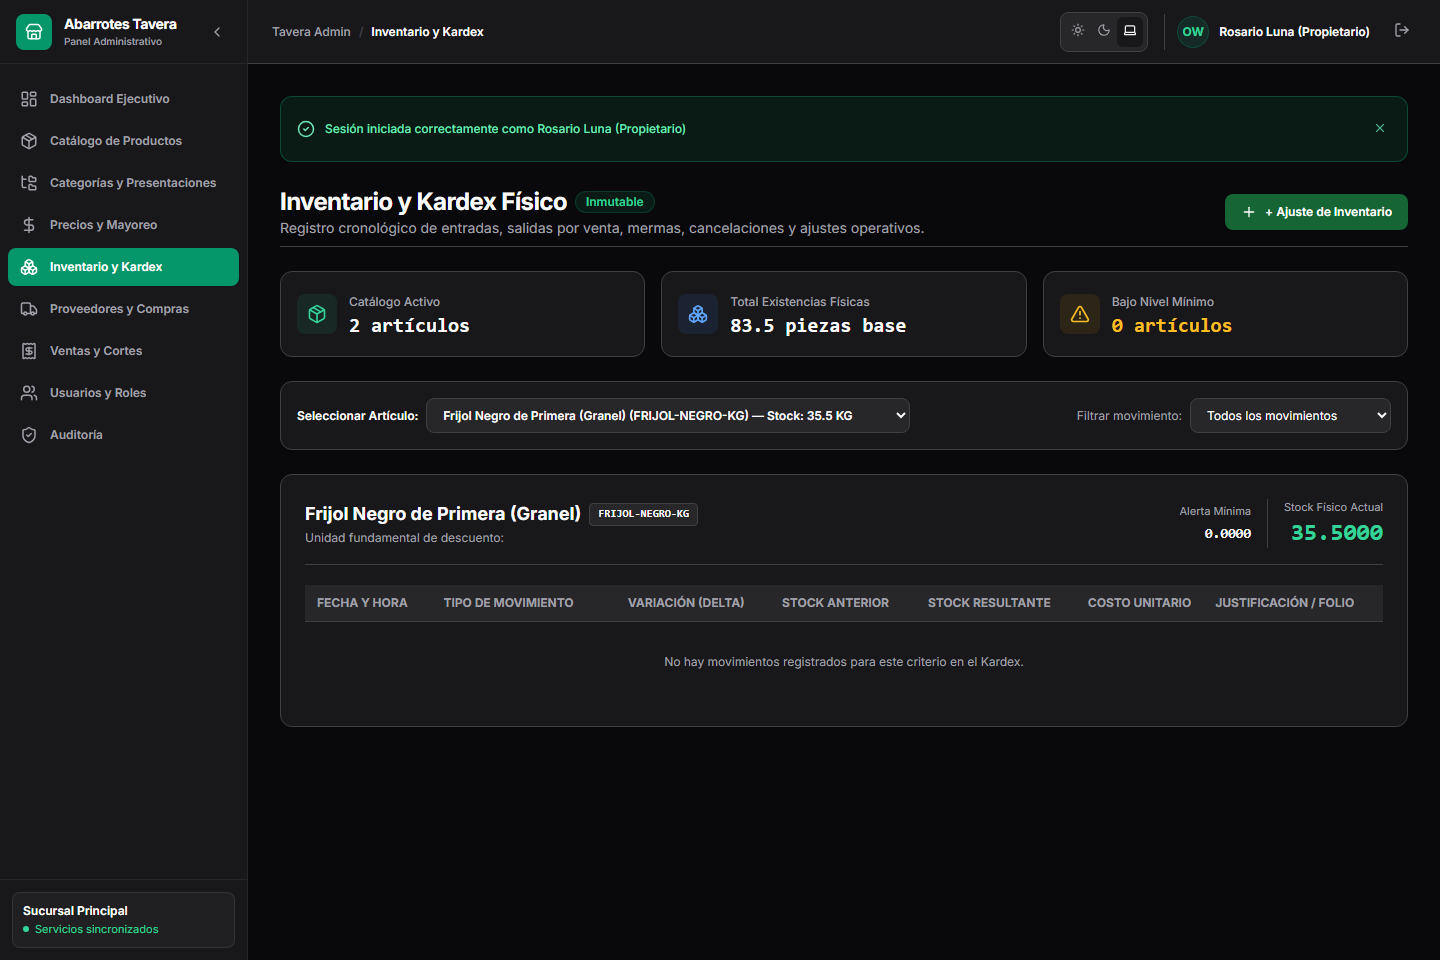 Abarrotes Tavera
Panel Administrativo
Tavera Admin / Inventario y Kardex
OW
Rosario Luna (Propietario)
Dashboard Ejecutivo
Catálogo de Productos
Categorías y Presentaciones
Precios y Mayoreo
Inventario y Kardex
Proveedores y Compras
Ventas y Cortes
Usuarios y Roles
Auditoría
Sucursal Principal
Servicios sincronizados
Sesión iniciada correctamente como Rosario Luna (Propietario)
Inventario y Kardex Físico
Inmutable
Registro cronológico de entradas, salidas por venta, mermas, cancelaciones y ajustes operativos.
+ Ajuste de Inventario
Catálogo Activo
2 artículos
Total Existencias Físicas
83.5 piezas base
Bajo Nivel Mínimo
0 artículos
Seleccionar Artículo:
Frijol Negro de Primera (Granel) (FRIJOL-NEGRO-KG) — Stock: 35.5 KG
Filtrar movimiento:
Todos los movimientos
Frijol Negro de Primera (Granel)
FRIJOL-NEGRO-KG
Unidad fundamental de descuento:
Alerta Mínima
0.0000
Stock Físico Actual
35.5000
FECHA Y HORA TIPO DE MOVIMIENTO VARIACIÓN (DELTA) STOCK ANTERIOR STOCK RESULTANTE COSTO UNITARIO JUSTIFICACIÓN / FOLIO
No hay movimientos registrados para este criterio en el Kardex.